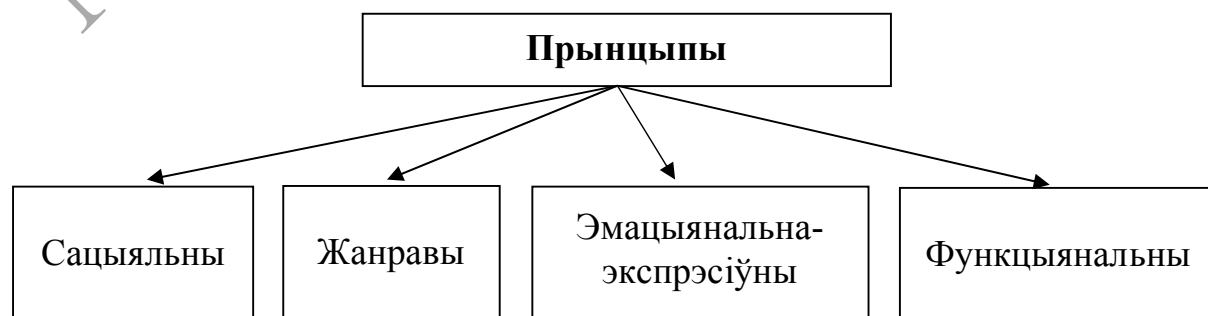 Прынцыпы
Сацыяльны
Жанравы
Эмацыянальна-
экспрэсіўны
Функцыянальны